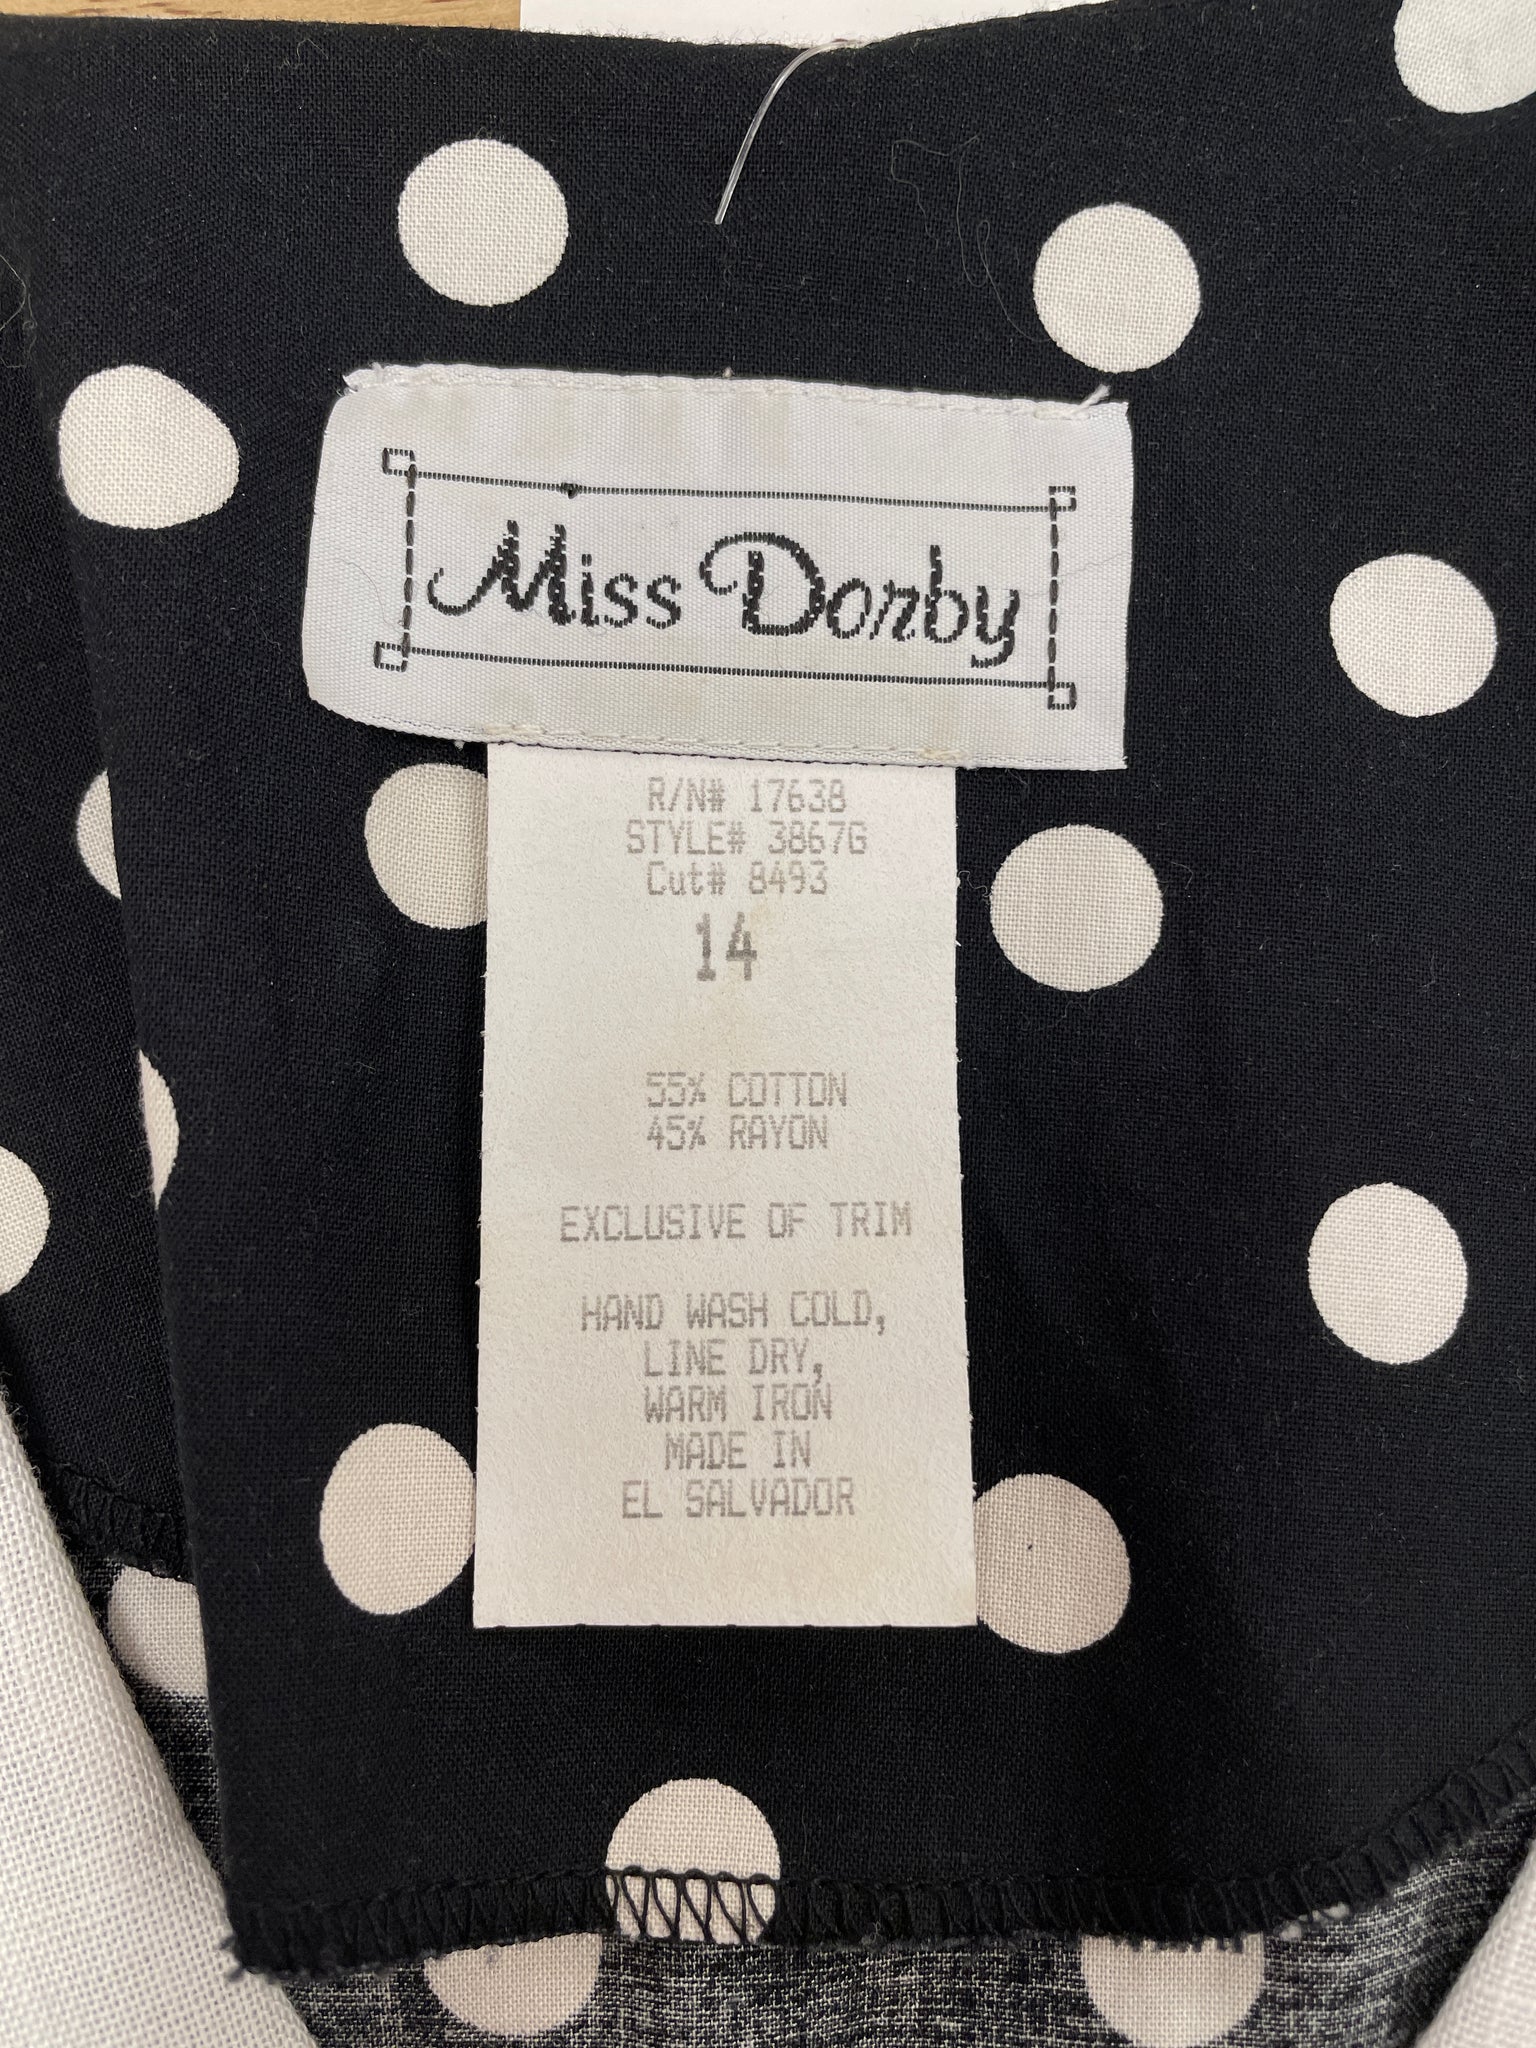 Miss Dorby
R/N# 17638
STYLE# 3867G
Cut# 8493
14
55% COTTON
45% RAYON
EXCLUSIVE OF TRIM
HAND WASH COLD,
LINE DRY,
WARM IRON
MADE IN
EL SALVADOR